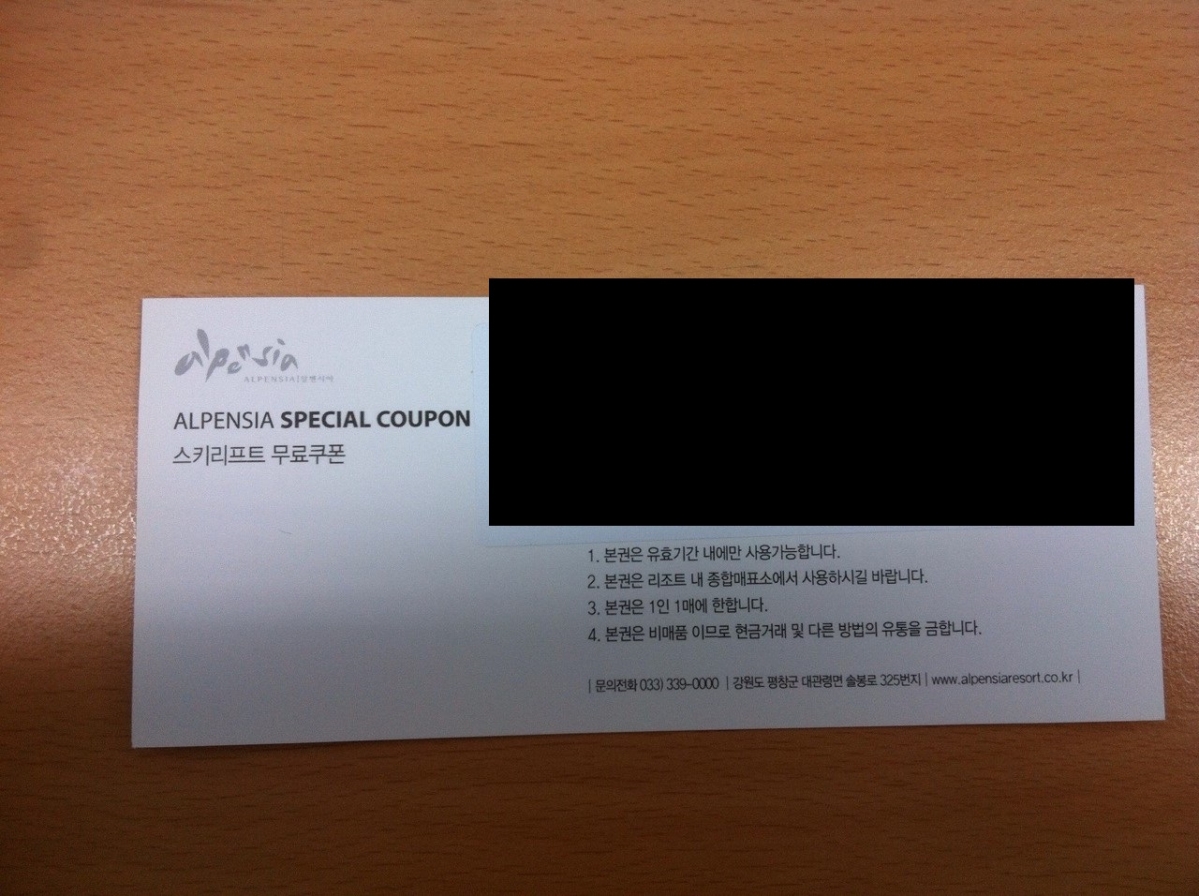 alpensia
ALPENSIA|알펜시아
ALPENSIA SPECIAL COUPON
스키리프트 무료쿠폰
1. 본권은 유효기간 내에만 사용가능합니다.
2. 본권은 리조트 내 종합매표소에서 사용하시길 바랍니다.
3. 본권은 1인 1매에 한합니다.
4. 본권은 비매품 이므로 현금거래 및 다른 방법의 유통을 금합니다.
| 문의전화 033) 339-0000 | 강원도 평창군 대관령면 솔봉로 325번지 | www.alpensiaresort.co.kr |